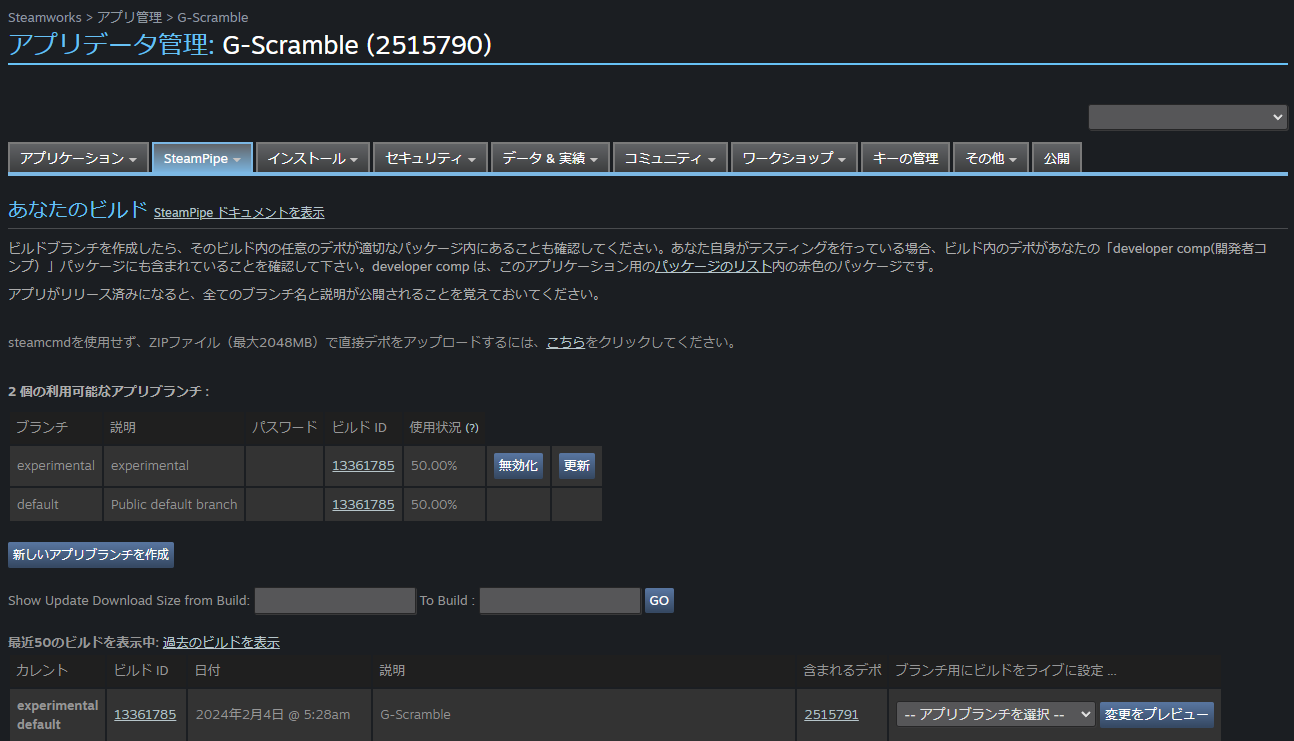 Steamworks > アプリ管理 > G-Scramble
アプリデータ管理: G-Scramble (2515790)
アプリケーション SteamPipe インストール セキュリティ データ & 実績 コミュニティ ワークショップ キーの管理 その他 公開
あなたのビルド SteamPipe ドキュメントを表示
ビルドブランチを作成したら、そのビルド内の任意のデポが適切なパッケージ内にあることも確認してください。あなた自身がテスティングを行っている場合、ビルド内のデポがあなたの「developer comp(開発者コ
ンプ）」パッケージにも含まれていることを確認して下さい。developer comp は、このアプリケーション用のパッケージのリスト内の赤色のパッケージです。
アプリがリリース済みになると、全てのブランチ名と説明が公開されることを覚えておいてください。
steamcmdを使用せず、ZIPファイル（最大2048MB）で直接デポをアップロードするには、こちらをクリックしてください。
2 個の利用可能なアプリブランチ :
ブランチ 説明 パスワード ビルド ID 使用状況 (?)
experimental experimental 13361785 50.00% 無効化 更新
default Public default branch 13361785 50.00%
新しいアプリブランチを作成
Show Update Download Size from Build: To Build : GO
最近50のビルドを表示中: 過去のビルドを表示
カレント ビルド ID 日付 説明 含まれるデポ ブランチ用にビルドをライブに設定 ...
experimental
default 13361785 2024年2月4日 @ 5:28am G-Scramble 2515791 -- アプリブランチを選択 -- 変更をプレビュー